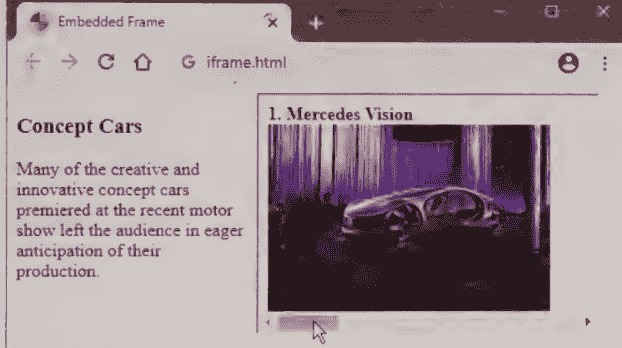 Embedded Frame
iframe.html
Concept Cars
Many of the creative and
innovative concept cars
premiered at the recent motor
show left the audience in eager
anticipation of their
production.
1. Mercedes Vision